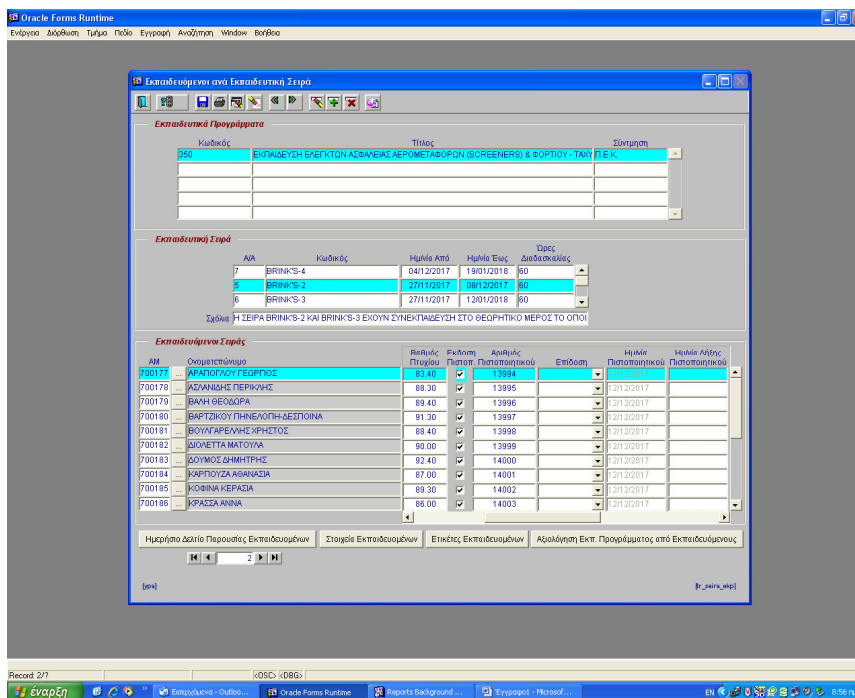 Oracle Forms Runtime
Ενέργεια Διόρθωση Τμήμα Πεδίο Εγγραφή Αναζήτηση Window Βοήθεια
Εκπαιδευόμενοι ανά Εκπαιδευτική Σειρά
Εκπαιδευτικά Προγράμματα
Κωδικός Τίτλος Σύντμηση
350 ΕΚΠΑΙΔΕΥΣΗ ΕΛΕΓΚΤΩΝ ΑΣΦΑΛΕΙΑΣ ΑΕΡΟΜΕΤΑΦΟΡΩΝ (SCREENERS) & ΦΟΡΤΙΟΥ - ΤΑΧΥ Π.Ε.Κ.
Εκπαιδευτική Σειρά
Ώρες
Α/Α Κωδικός Ημ/νία Από Ημ/νία Έως Διαδασκαλίας
7 BRINK'S-4 04/12/2017 19/01/2018 60
5 BRINK'S-2 27/11/2017 08/12/2017 60
6 BRINK'S-3 27/11/2017 12/01/2018 60
Σχόλια Η ΣΕΙΡΑ BRINK'S-2 ΚΑΙ BRINK'S-3 ΕΧΟΥΝ ΣΥΝΕΚΠΑΙΔΕΥΣΗ ΣΤΟ ΘΕΩΡΗΤΙΚΟ ΜΕΡΟΣ ΤΟ ΟΠΟΙ
Εκπαιδευόμενοι Σειράς
Βαθμός Έκδοση Αριθμός Ημ/νία Ημ/νία Λήξης
ΑΜ Ονοματεπώνυμο Πτυχίου Πιστοπ. Πιστοποιητικού Επίδοση Πιστοποιητικού Πιστοποιητικού
700177 ... ΑΡΑΠΟΓΛΟΥ ΓΕΩΡΓΙΟΣ 83.40 13994
700178 ... ΑΣΛΑΝΙΔΗΣ ΠΕΡΙΚΛΗΣ 88.30 13995 12/12/2017
700179 ... ΒΑΛΗ ΘΕΟΔΩΡΑ 89.40 13996 12/12/2017
700180 ... ΒΑΡΤΖΙΚΟΥ ΠΗΝΕΛΟΠΗ-ΔΕΣΠΟΙΝΑ 91.30 13997 12/12/2017
700181 ... ΒΟΥΛΓΑΡΕΛΛΗΣ ΧΡΗΣΤΟΣ 88.40 13998 12/12/2017
700182 ... ΔΙΟΛΕΤΤΑ ΜΑΤΟΥΛΑ 90.00 13999 12/12/2017
700183 ... ΔΟΥΜΟΣ ΔΗΜΗΤΡΗΣ 92.40 14000 12/12/2017
700184 ... ΚΑΡΠΟΥΖΑ ΑΘΑΝΑΣΙΑ 87.00 14001 12/12/2017
700185 ... ΚΟΦΙΝΑ ΚΕΡΑΣΙΑ 89.30 14002 12/12/2017
700186 ... ΚΡΑΣΣΑ ΑΝΝΑ 86.00 14003 12/12/2017
Ημερήσιο Δελτίο Παρουσίας Εκπαιδευομένων Στοιχεία Εκπαιδευομένων Ετικέτες Εκπαιδευομένων Αξιολόγηση Εκπ. Προγράμματος από Εκπαιδευόμενους
2
[ypa] [tr_seira_ekp]
Record: 2/7 <OSC> <DBG>
έναρξη Εισερχόμενα - Outloo... Oracle Forms Runtime Reports Background ... Έγγραφο1 - Microsof... EN 8:56